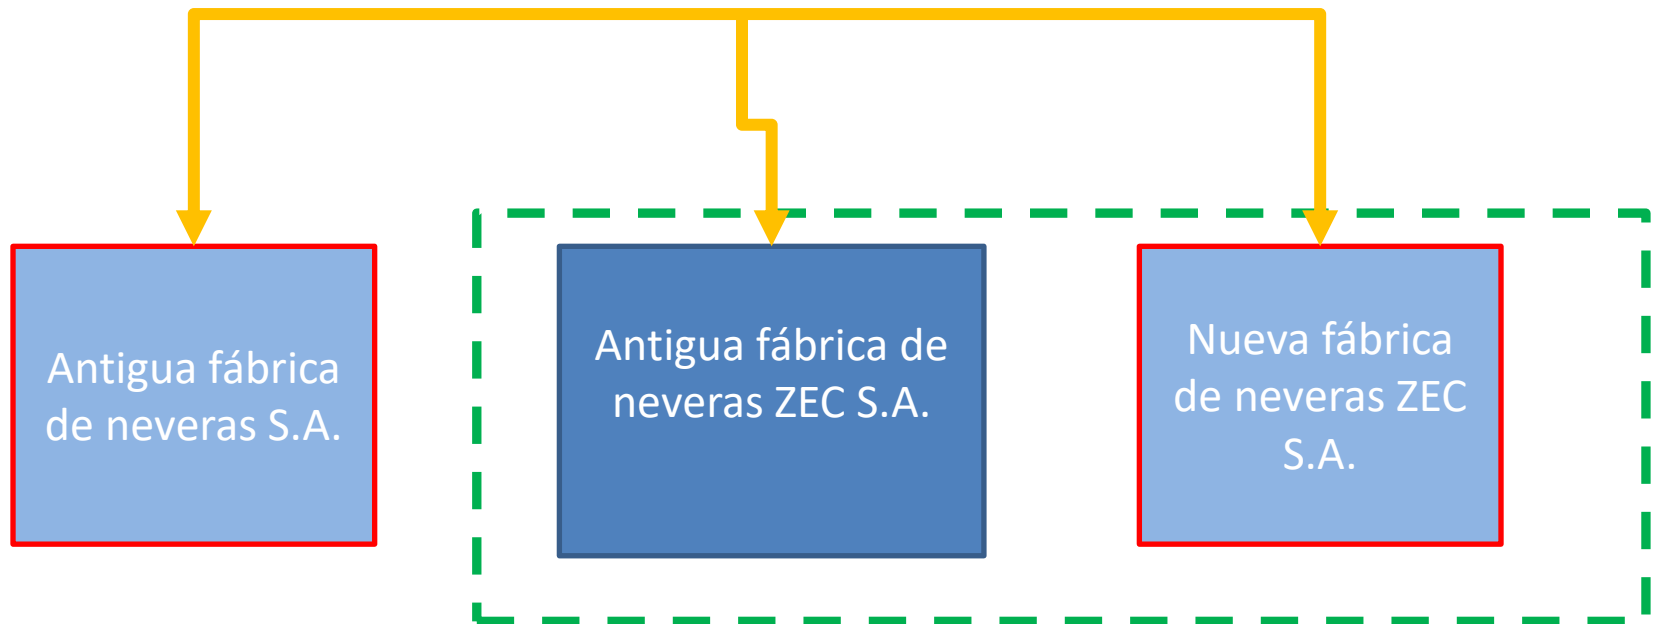 Antigua fábrica
de neveras S.A.
Antigua fábrica de
neveras ZEC S.A.
Nueva fábrica
de neveras ZEC
S.A.